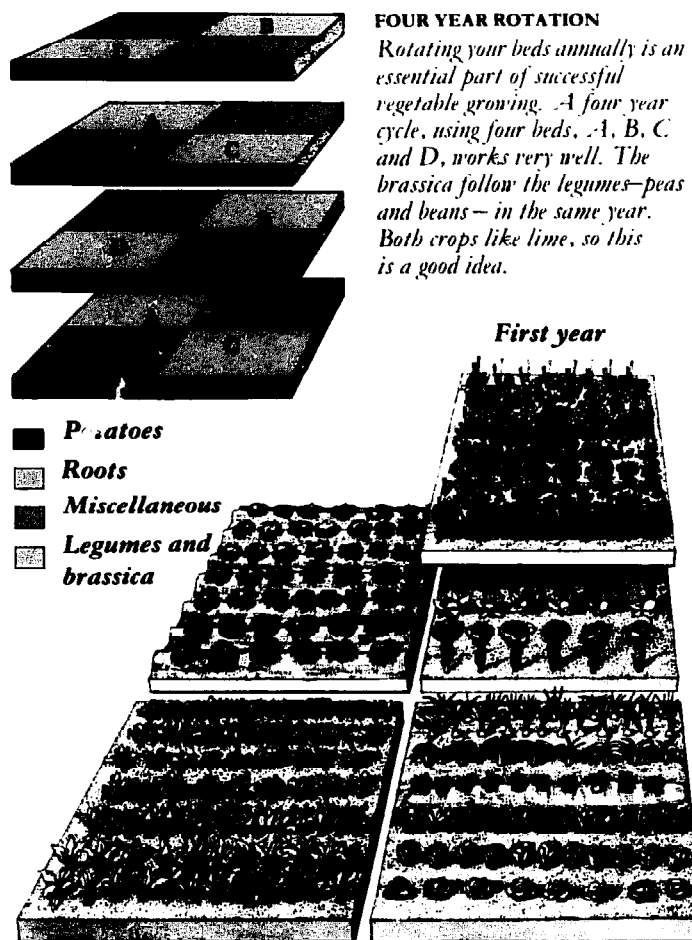 FOUR YEAR ROTATION
Rotating your beds annually is an
essential part of successful
vegetable growing. A four year
cycle, using four beds, A, B, C
and D, works very well. The
brassica follow the legumes—peas
and beans— in the same year.
Both crops like lime, so this
is a good idea.
B
D
A
C
First year
Potatoes
Roots
Miscellaneous
Legumes and
brassica